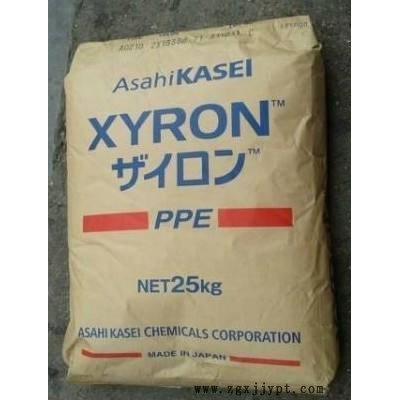 AsahiKASEI
XYRON™
ザイロン™
PPE
NET25kg
ASAHI KASEI CHEMICALS CORPORATION
MADE IN JAPAN
www.zgxjjypt.com